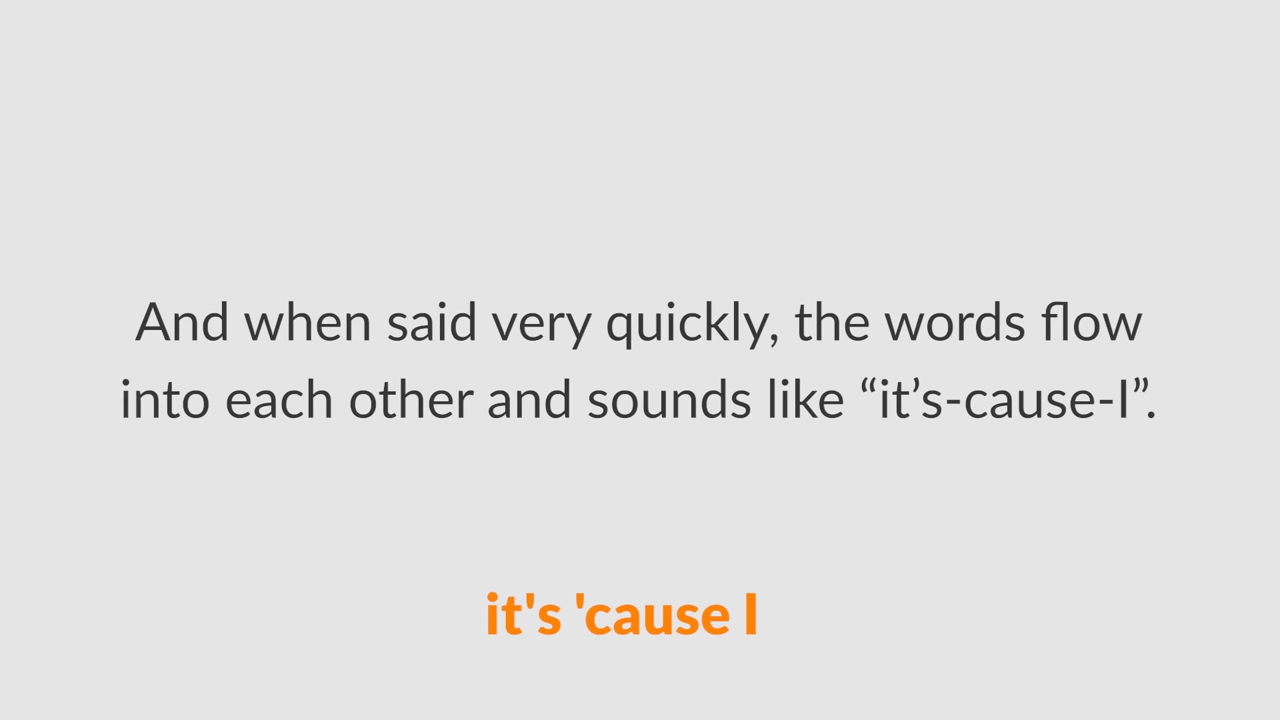 And when said very quickly, the words flow
into each other and sounds like “it’s-cause-I”.
it's 'cause I